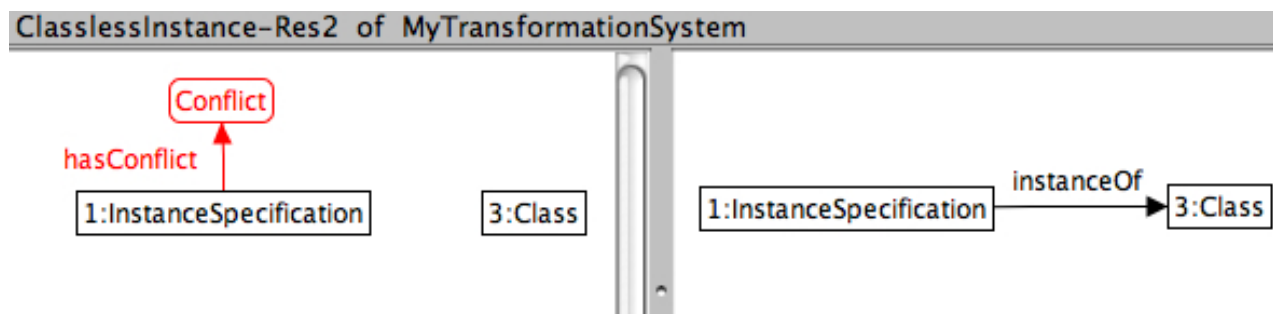 ClasslessInstance-Res2 of MyTransformationSystem
Conflict
hasConflict
1:InstanceSpecification
3:Class
instanceOf
1:InstanceSpecification
3:Class